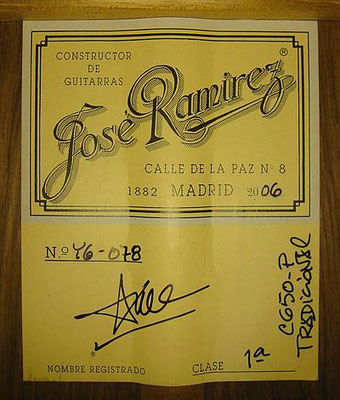 CONSTRUCTOR
DE
GUITARRAS
®
José Ramirez
CALLE DE LA PAZ Nº 8
1882 MADRID 2006
N.º 46-078
®
NOMBRE REGISTRADO
CLASE 1ª
C650-P
TRADICIONAL